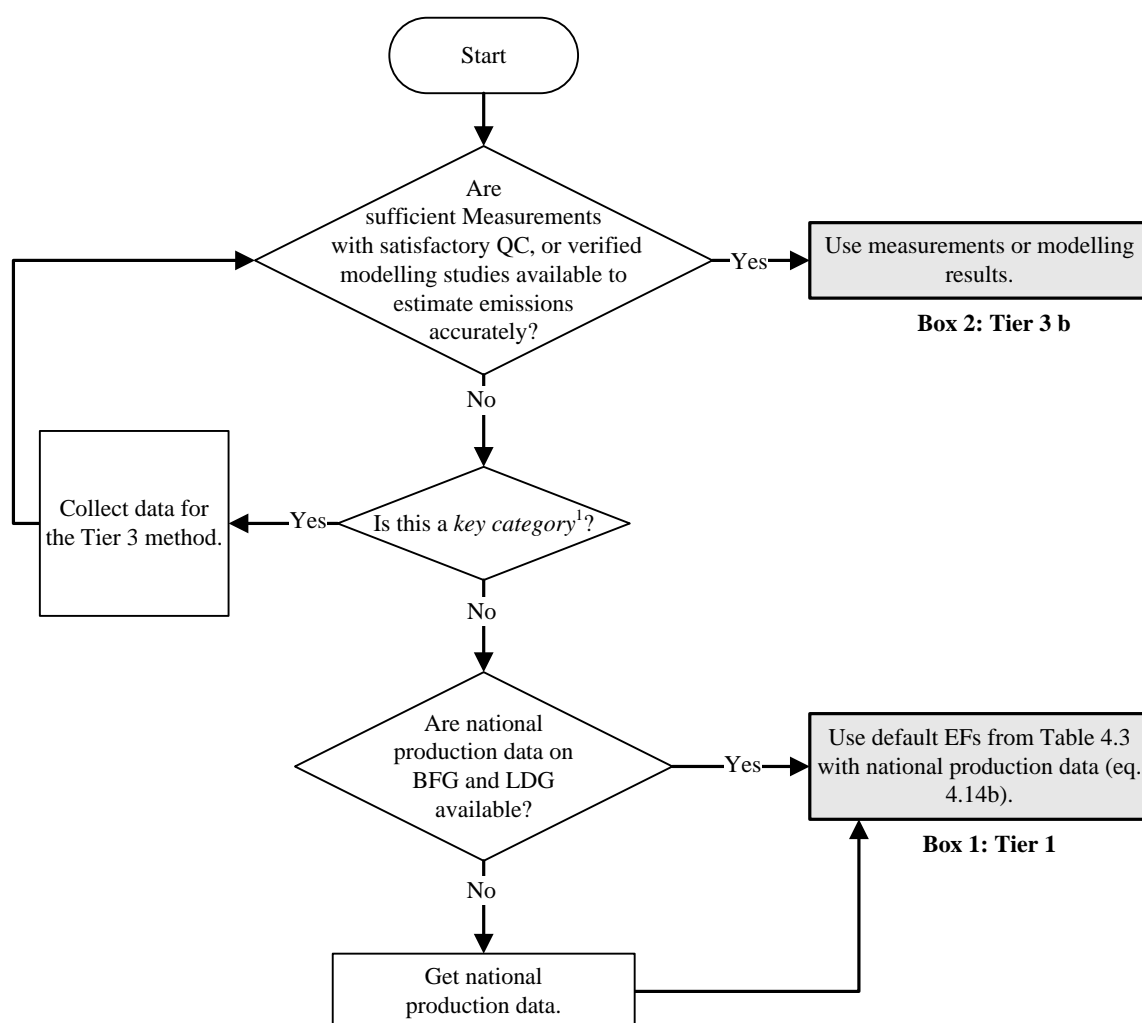 Start
Are
sufficient Measurements
with satisfactory QC, or verified
modelling studies available to
estimate emissions
accurately?
Yes
Use measurements or modelling
results.
Box 2: Tier 3 b
No
Collect data for
the Tier 3 method.
Yes
Is this a key category¹?
No
Are national
production data on
BFG and LDG
available?
Yes
Use default EFs from Table 4.3
with national production data (eq.
4.14b).
Box 1: Tier 1
No
Get national
production data.